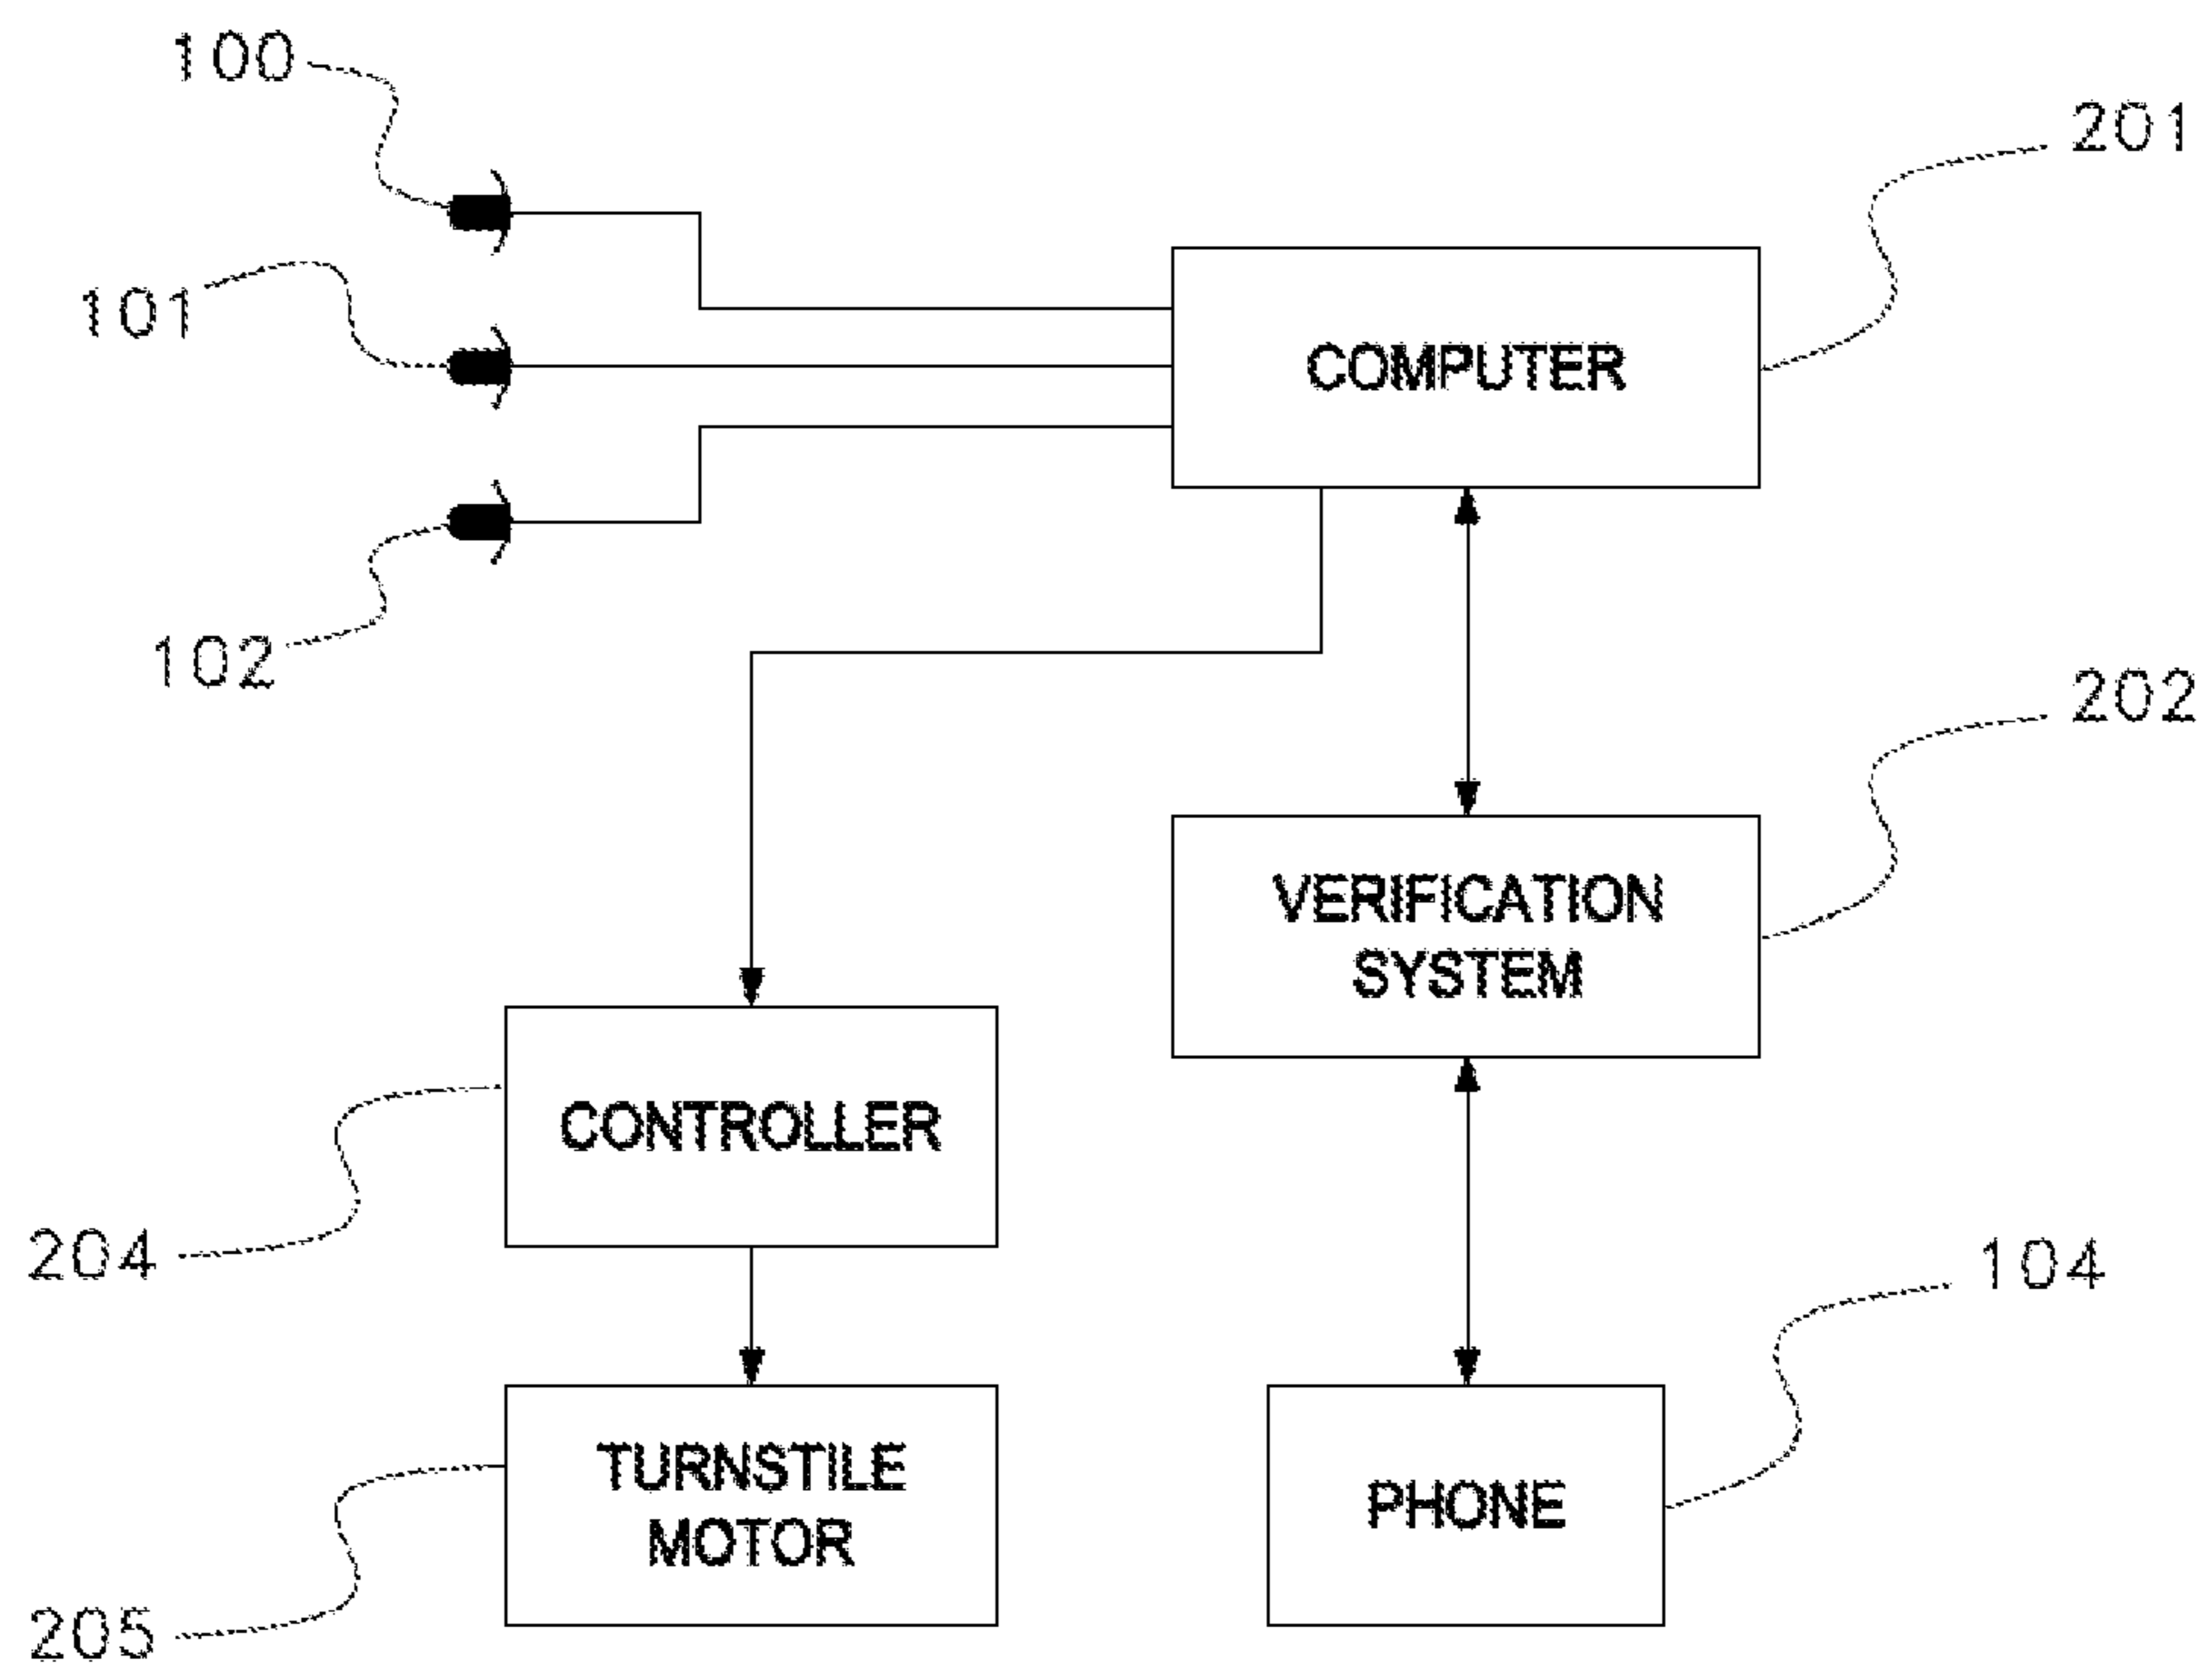 100
201
101
COMPUTER
102
202
VERIFICATION
SYSTEM
CONTROLLER
204
104
TURNSTILE
MOTOR
PHONE
205